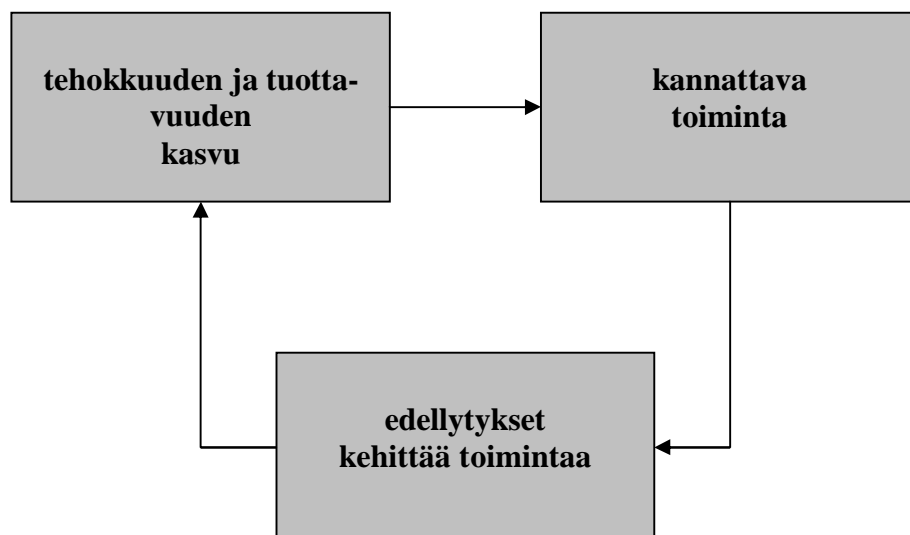 tehokkuuden ja tuotta-
vuuden
kasvu
kannattava
toiminta
edellytykset
kehittää toimintaa